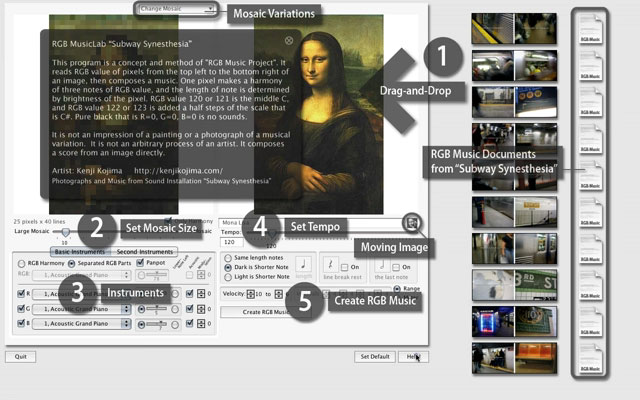 Change Mosaic
Mosaic Variations
RGB MusicLab "Subway Synesthesia"
This program is a concept and method of "RGB Music Project". It
reads RGB value of pixels from the top left to the bottom right of
an image, then composes a music. One pixel makes a harmony
of three notes of RGB value, and the length of note is determined
by brightness of the pixel. RGB value 120 or 121 is the middle C,
and RGB value 122 or 123 is added a half steps of the scale that
is C#. Pure black that is R=0, G=0, B=0 is no sounds.
It is not an impression of a painting or a photograph of a musical
variation. It is not an arbitrary process of an artist. It composes
a score from an image directly.
Artist: Kenji Kojima http://kenjikojima.com/
Photographs and Music from Sound Installation "Subway Synesthesia"
1
Drag-and-Drop
RGB Music Documents
from "Subway Synesthesia"
25 pixels x 40 lines
Large Mosaic
10
2
Set Mosaic Size
Mona Lisa
4
Set Tempo
Tempo:
120
120
Moving Image
Basic Instruments
Second Instruments
RGB Harmony
Separated RGB Parts
Panpot
RGB:
1, Acoustic Grand Piano
3
Instruments
R
1, Acoustic Grand Piano
0
G
1, Acoustic Grand Piano
0
B
1, Acoustic Grand Piano
0
Same length notes
Dark is Shorter Note
Light is Shorter Note
length
On
line break rest
On
the last note
Velocity:
10
to
Range
5
Create RGB Music
Create RGB Music
Quit
Set Default
Help
RGB Music
RGB Music
RGB Music
RGB Music
RGB Music
RGB Music
RGB Music
RGB Music
RGB Music
RGB Music